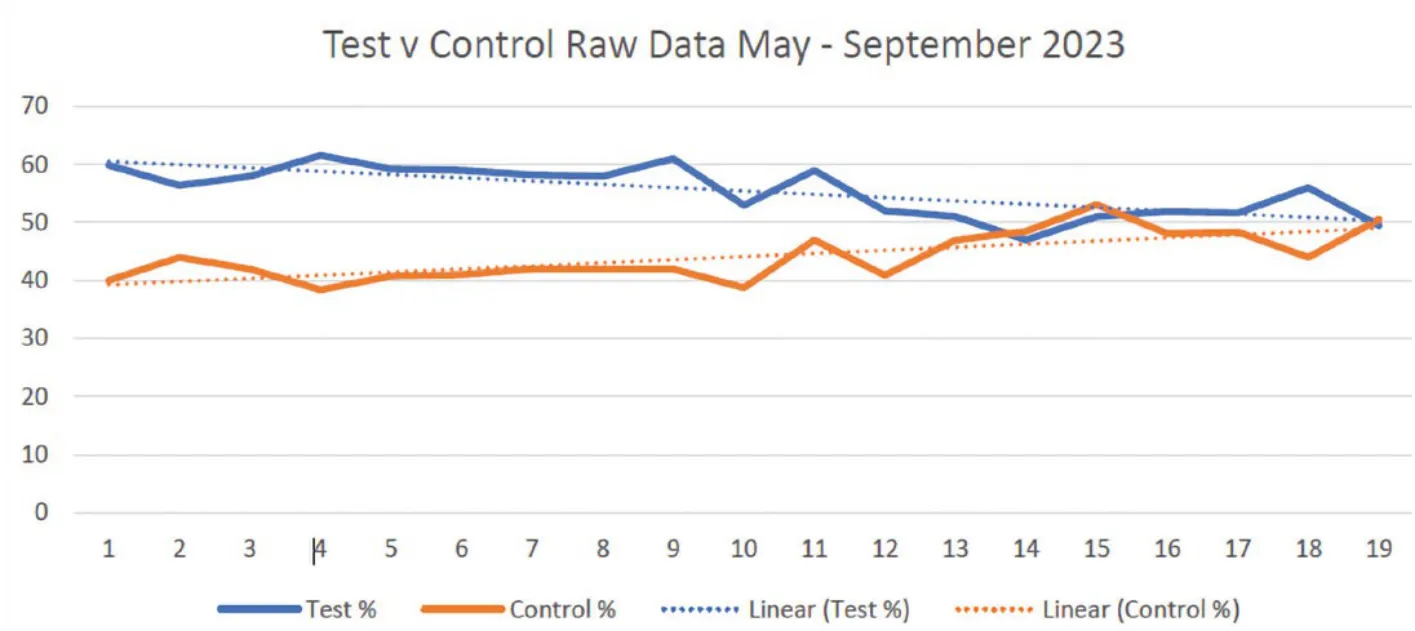 Test v Control Raw Data May - September 2023
70
60
50
40
30
20
10
0
1 2 3 4 5 6 7 8 9 10 11 12 13 14 15 16 17 18 19
Test % Control % Linear (Test %) Linear (Control %)